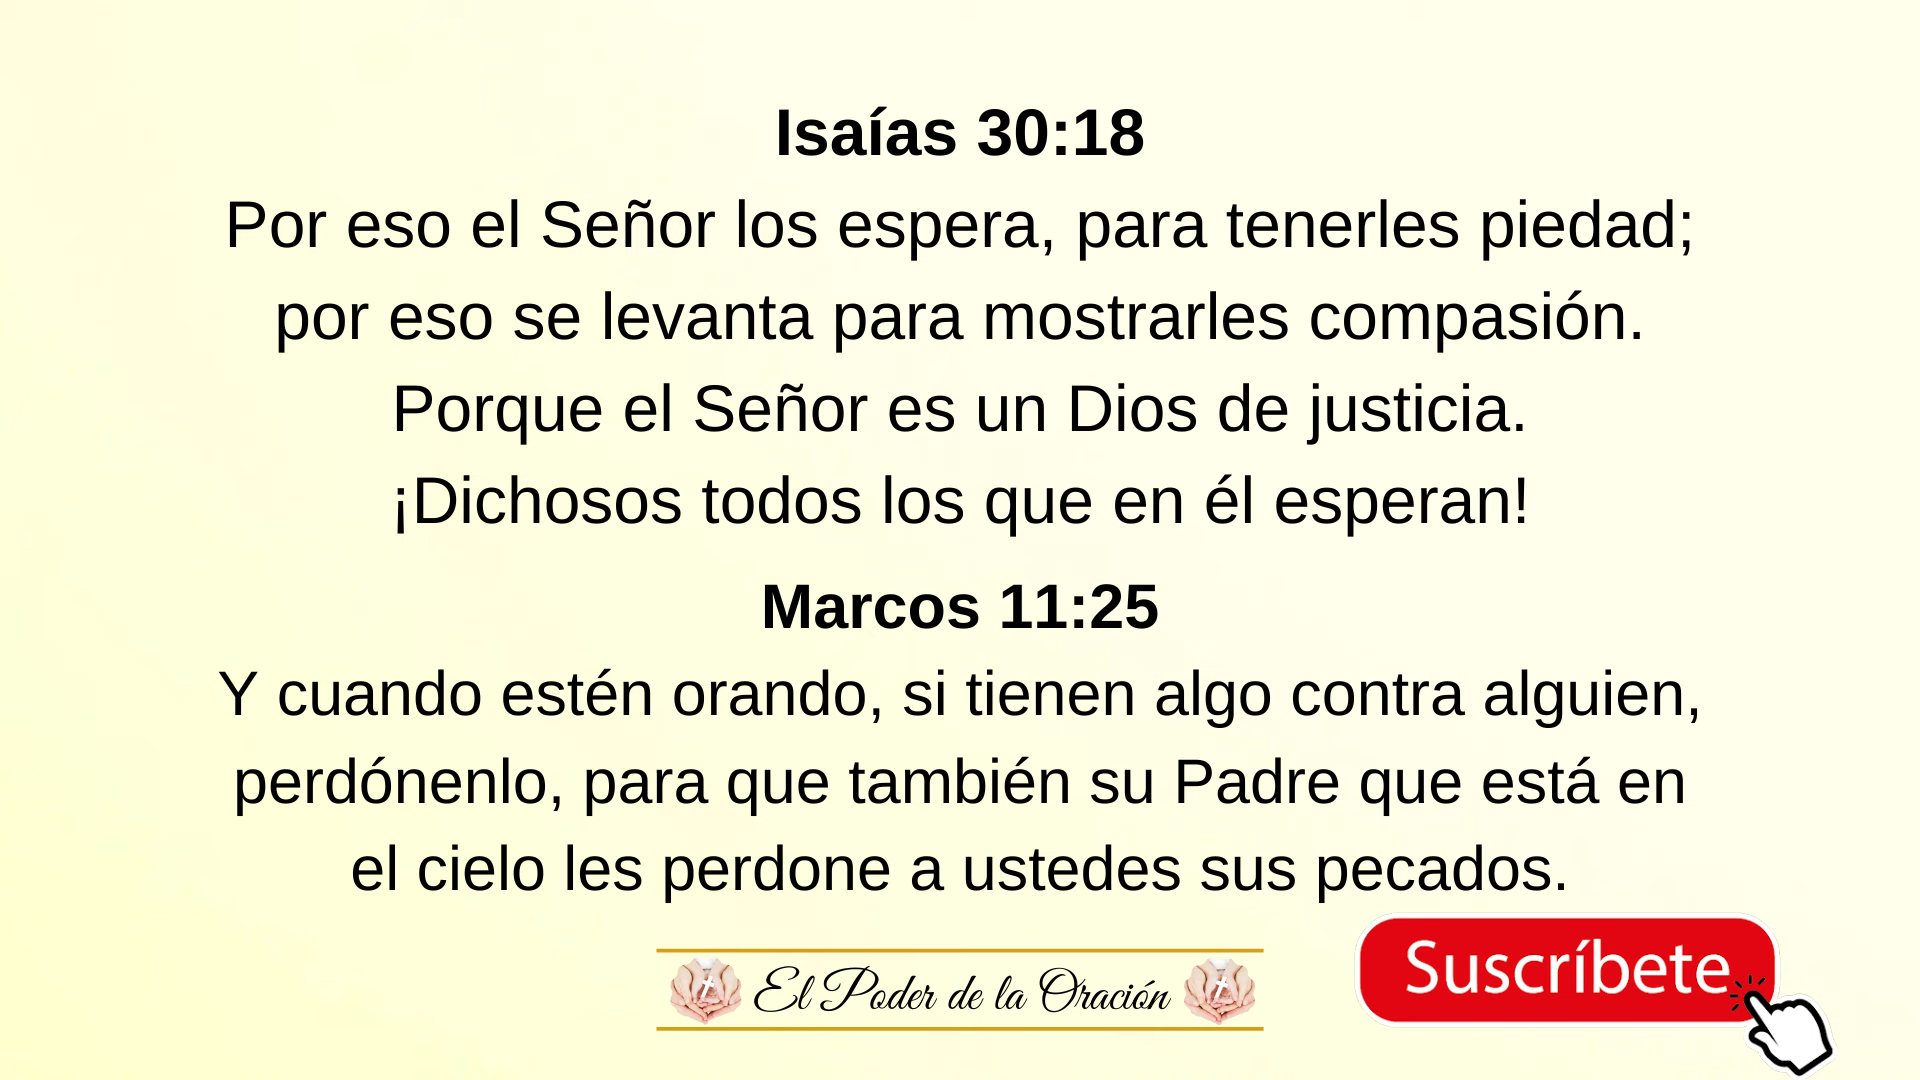 Isaías 30:18
Por eso el Señor los espera, para tenerles piedad;
por eso se levanta para mostrarles compasión.
Porque el Señor es un Dios de justicia.
¡Dichosos todos los que en él esperan!
Marcos 11:25
Y cuando estén orando, si tienen algo contra alguien,
perdónenlo, para que también su Padre que está en
el cielo les perdone a ustedes sus pecados.
El Poder de la Oración
Suscríbete